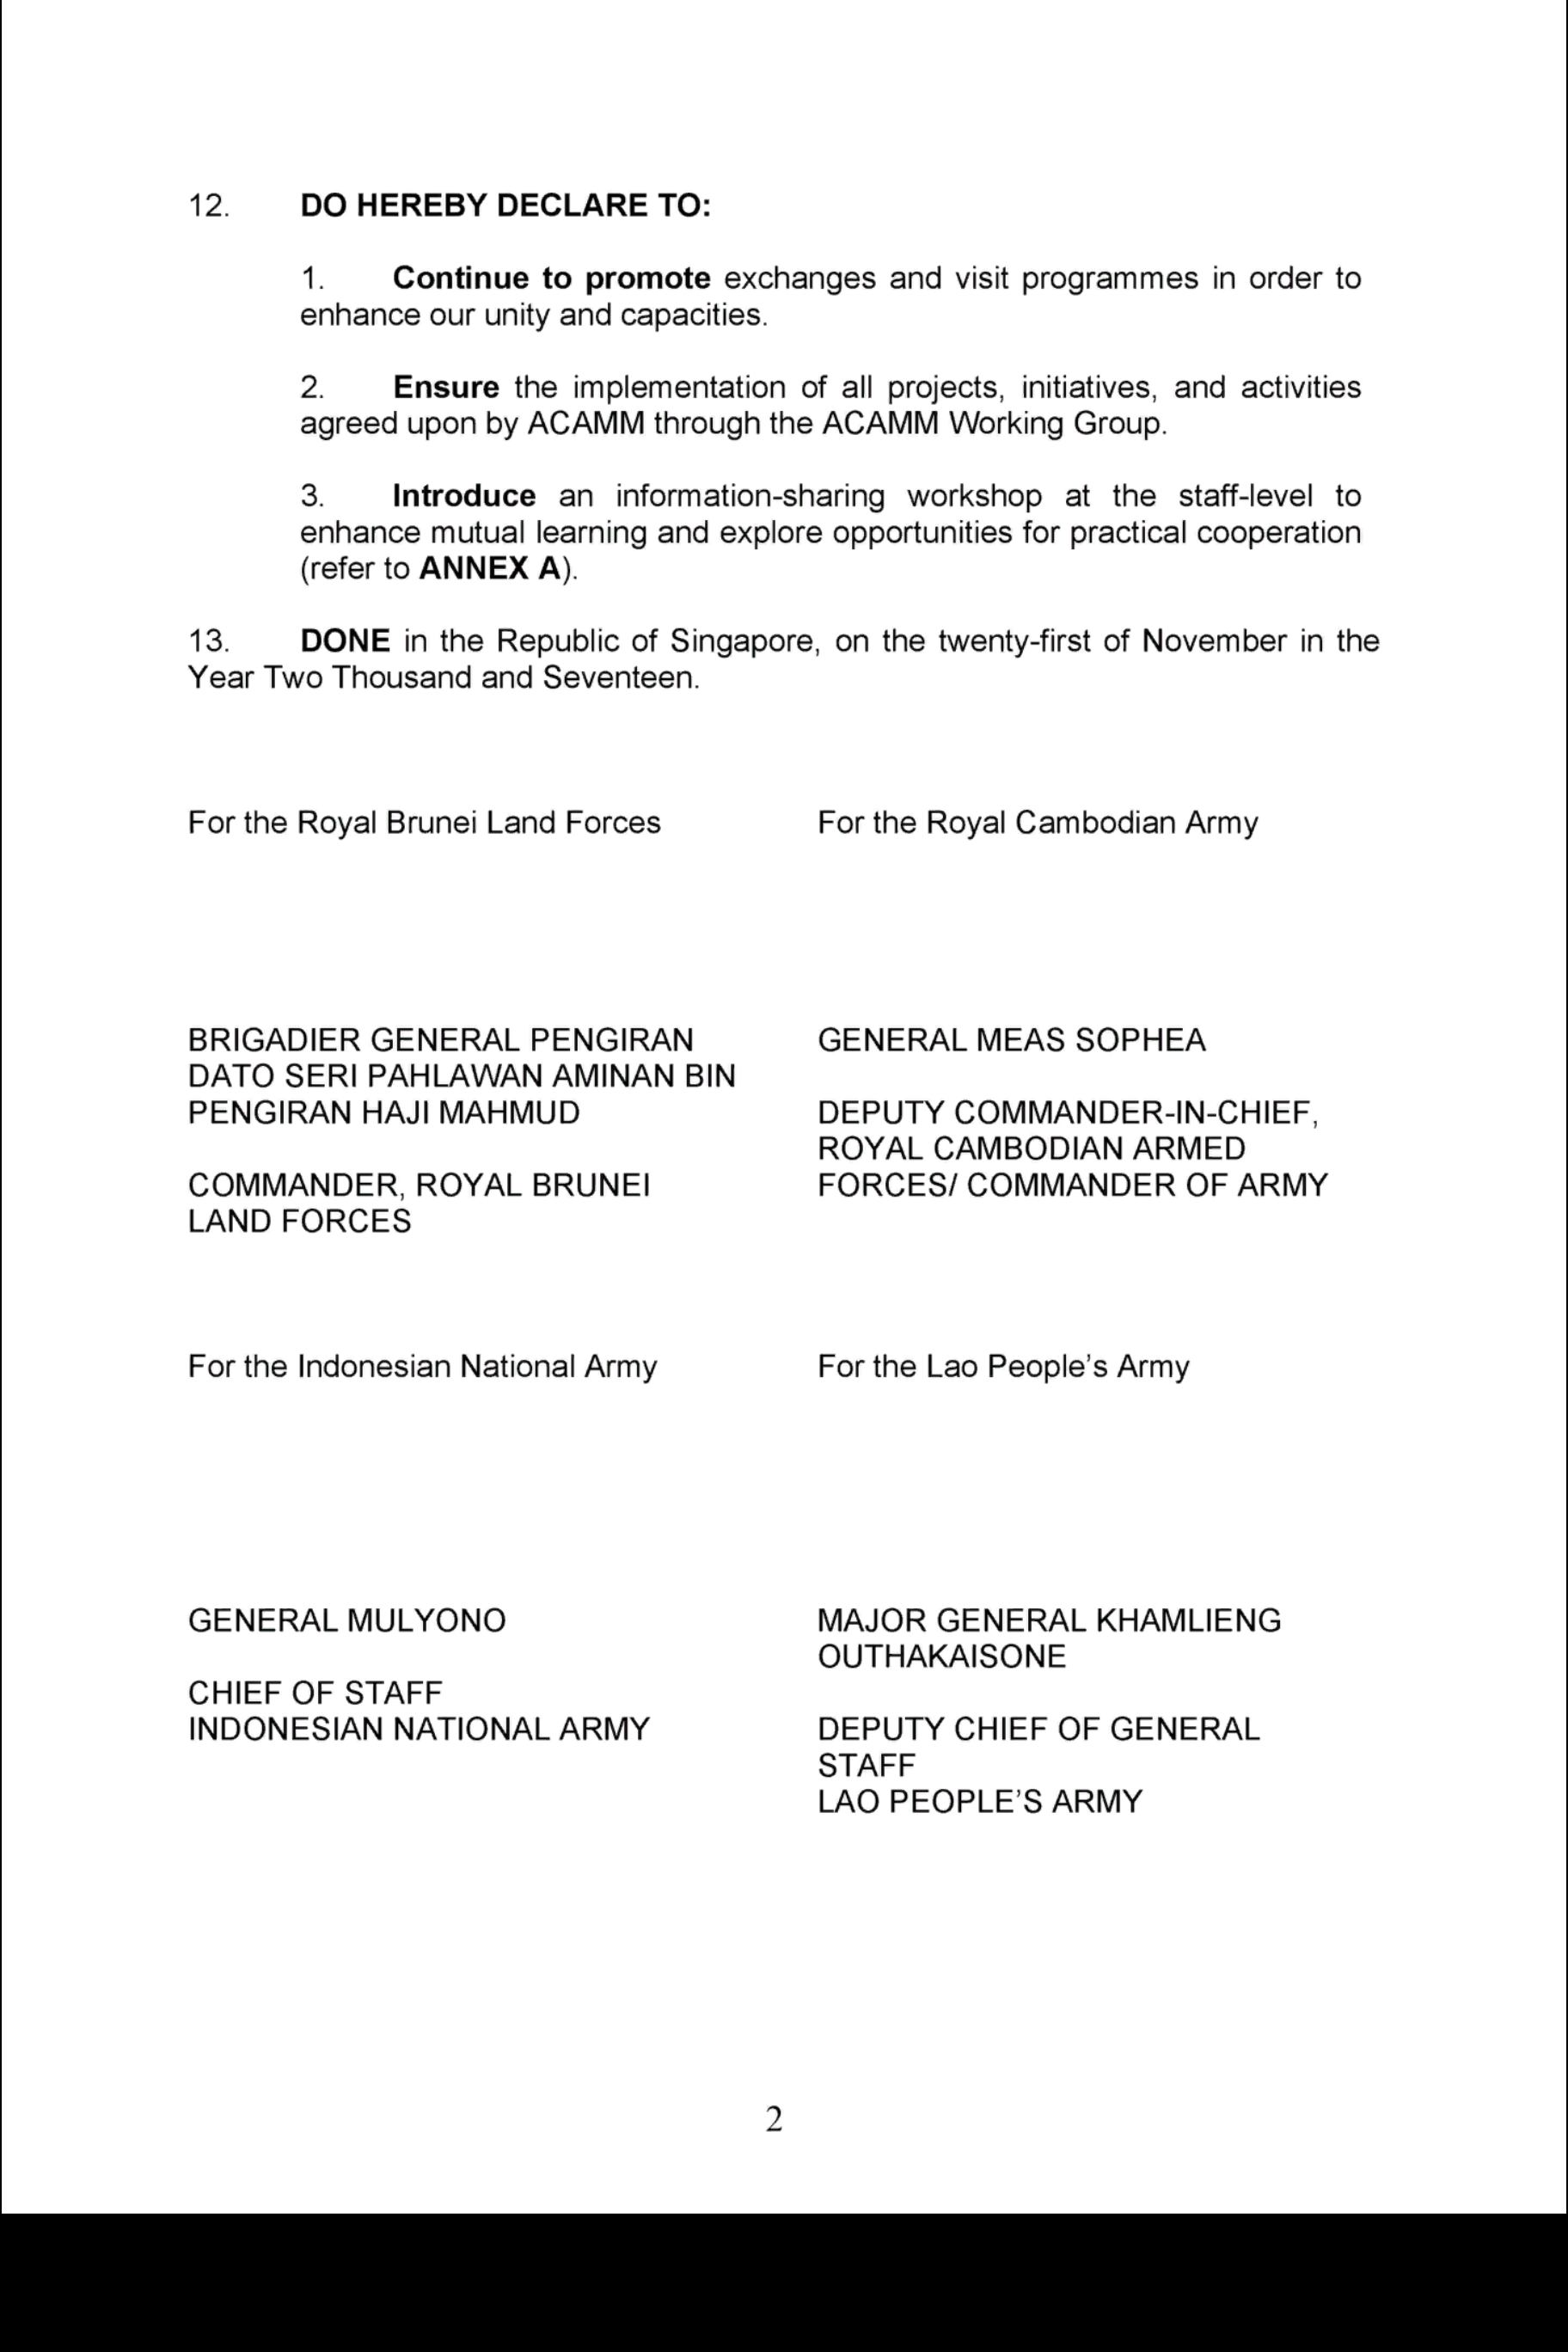 12. DO HEREBY DECLARE TO:
1. Continue to promote exchanges and visit programmes in order to
enhance our unity and capacities.
2. Ensure the implementation of all projects, initiatives, and activities
agreed upon by ACAMM through the ACAMM Working Group.
3. Introduce an information-sharing workshop at the staff-level to
enhance mutual learning and explore opportunities for practical cooperation
(refer to ANNEX A).
13. DONE in the Republic of Singapore, on the twenty-first of November in the
Year Two Thousand and Seventeen.
For the Royal Brunei Land Forces
BRIGADIER GENERAL PENGIRAN
DATO SERI PAHLAWAN AMINAN BIN
PENGIRAN HAJI MAHMUD
COMMANDER, ROYAL BRUNEI
LAND FORCES
For the Royal Cambodian Army
GENERAL MEAS SOPHEA
DEPUTY COMMANDER-IN-CHIEF,
ROYAL CAMBODIAN ARMED
FORCES/ COMMANDER OF ARMY
For the Indonesian National Army
GENERAL MULYONO
CHIEF OF STAFF
INDONESIAN NATIONAL ARMY
For the Lao People's Army
MAJOR GENERAL KHAMLIENG
OUTHAKAISONE
DEPUTY CHIEF OF GENERAL
STAFF
LAO PEOPLE'S ARMY
2